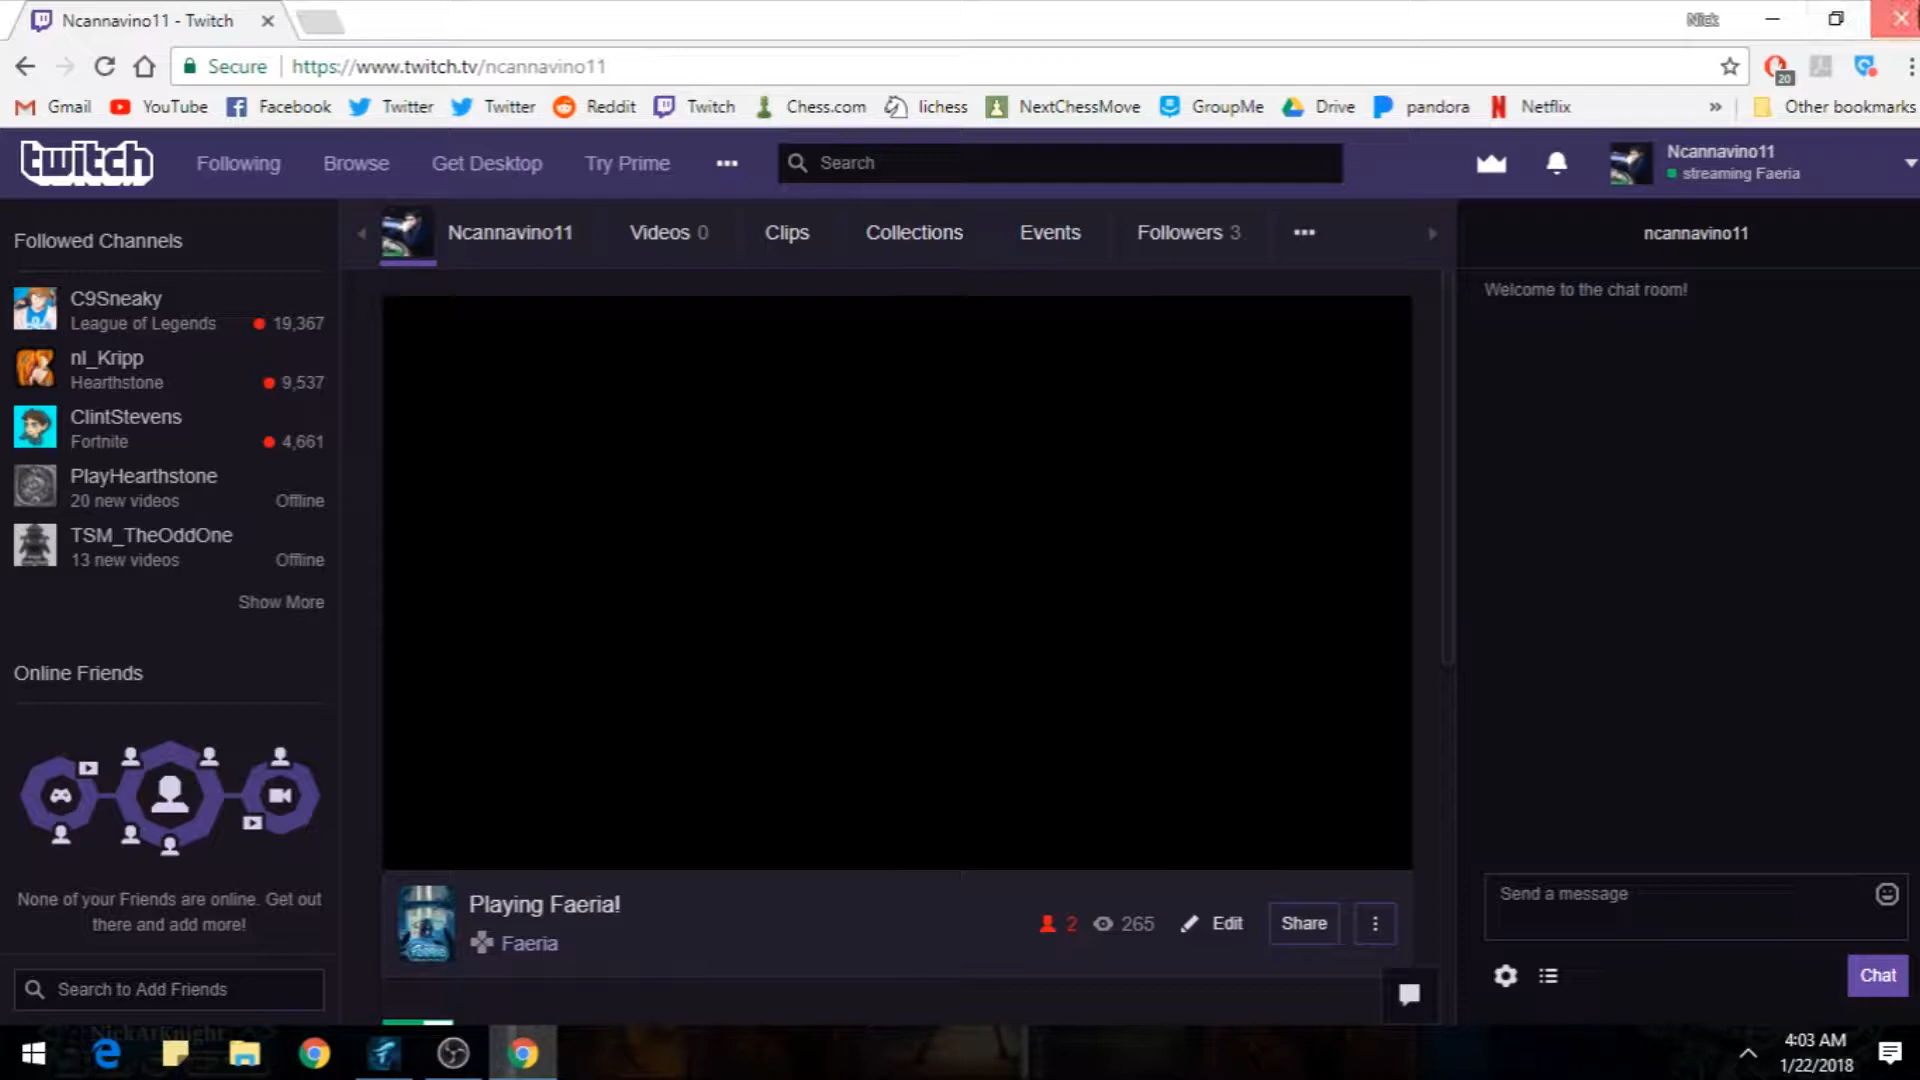 Ncannavino11 - Twitch
Nick
Secure
https://www.twitch.tv/ncannavino11
20
Gmail
YouTube
Facebook
Twitter
Twitter
Reddit
Twitch
Chess.com
lichess
NextChessMove
GroupMe
Drive
pandora
Netflix
»
Other bookmarks
twitch
Following
Browse
Get Desktop
Try Prime
Search
Ncannavino11
streaming Faeria
Followed Channels
C9Sneaky
League of Legends 19,367
nl_Kripp
Hearthstone 9,537
ClintStevens
Fortnite 4,661
PlayHearthstone
20 new videos Offline
TSM_TheOddOne
13 new videos Offline
Show More
Online Friends
None of your Friends are online. Get out
there and add more!
Search to Add Friends
Ncannavino11
Videos 0
Clips
Collections
Events
Followers 3
Playing Faeria!
Faeria
2
265
Edit
Share
ncannavino11
Welcome to the chat room!
Send a message
Chat
NickArKnight
4:03 AM
1/22/2018